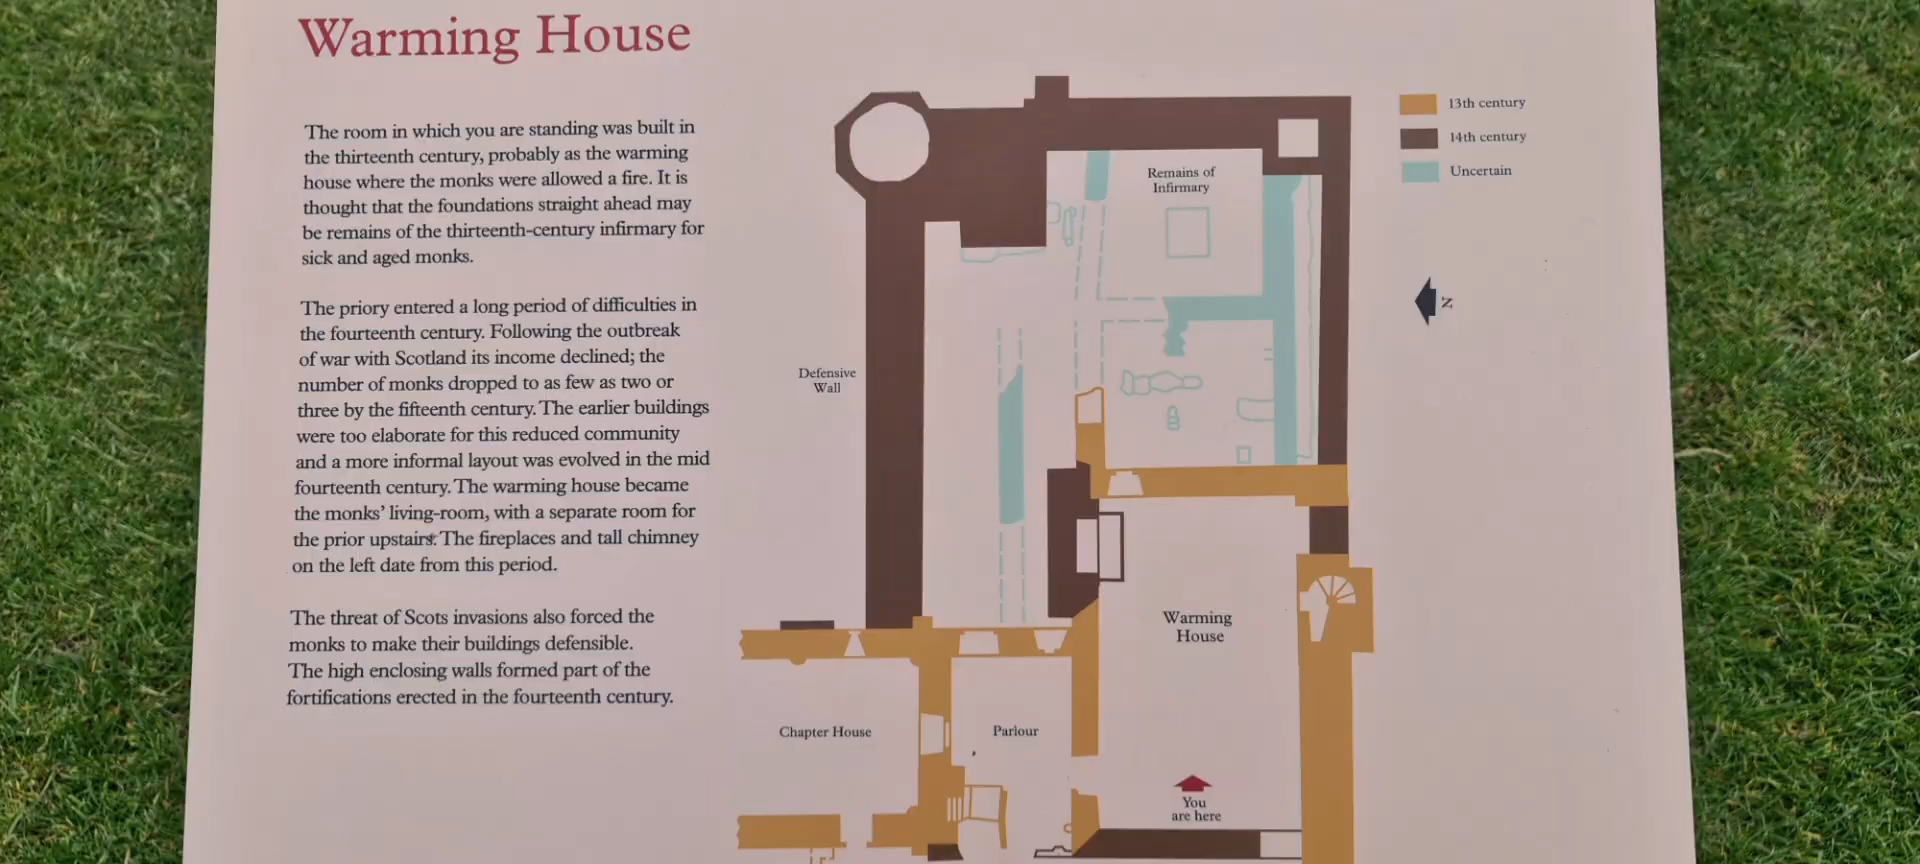 Warming House
The room in which you are standing was built in
the thirteenth century, probably as the warming
house where the monks were allowed a fire. It is
thought that the foundations straight ahead may
be remains of the thirteenth-century infirmary for
sick and aged monks.
The priory entered a long period of difficulties in
the fourteenth century. Following the outbreak
of war with Scotland its income declined; the
number of monks dropped to as few as two or
three by the fifteenth century. The earlier buildings
were too elaborate for this reduced community
and a more informal layout was evolved in the mid
fourteenth century. The warming house became
the monks' living-room, with a separate room for
the prior upstairs. The fireplaces and tall chimney
on the left date from this period.
The threat of Scots invasions also forced the
monks to make their buildings defensible.
The high enclosing walls formed part of the
fortifications erected in the fourteenth century.
13th century
14th century
Uncertain
Remains of
Infirmary
N
Defensive
Wall
Warming
House
Chapter House
Parlour
You
are here